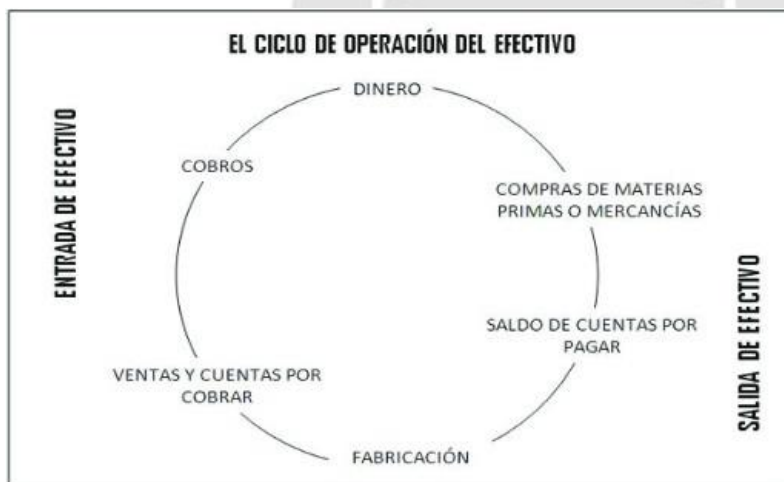 EL CICLO DE OPERACIÓN DEL EFECTIVO
DINERO
ENTRADA DE EFECTIVO
COBROS
COMPRAS DE MATERIAS
PRIMAS O MERCANCÍAS
SALDO DE CUENTAS POR
PAGAR
SALIDA DE EFECTIVO
VENTAS Y CUENTAS POR
COBRAR
FABRICACIÓN